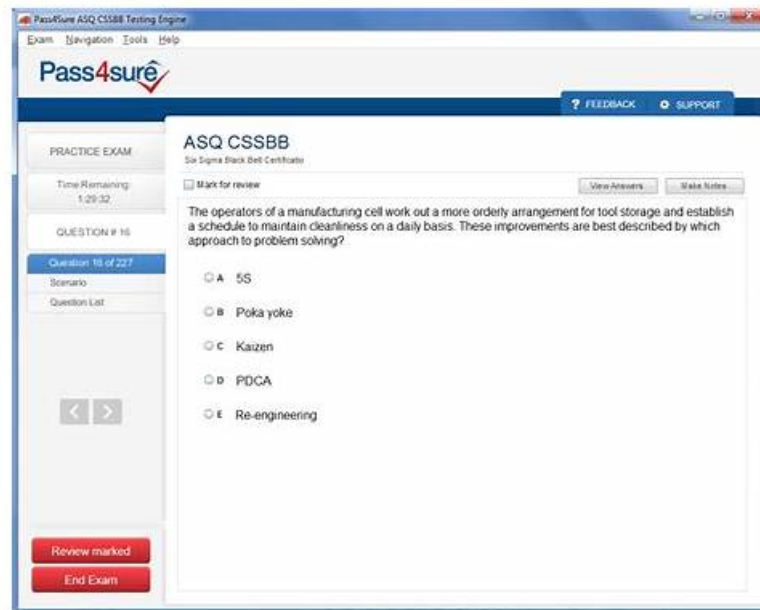 Pass4Sure ASQ CSSBB Testing Engine
Exam Navigation Tools Help
Pass4sure
? FEEDBACK SUPPORT
PRACTICE EXAM
Time Remaining:
1:29:32
QUESTION # 16
Question 16 of 227
Scenario
Question List
ASQ CSSBB
Six Sigma Black Belt Certificatio
Mark for review
View Answers Make Notes
The operators of a manufacturing cell work out a more orderly arrangement for tool storage and establish
a schedule to maintain cleanliness on a daily basis. These improvements are best described by which
approach to problem solving?
A 5S
B Poka yoke
C Kaizen
D PDCA
E Re-engineering
Review marked
End Exam